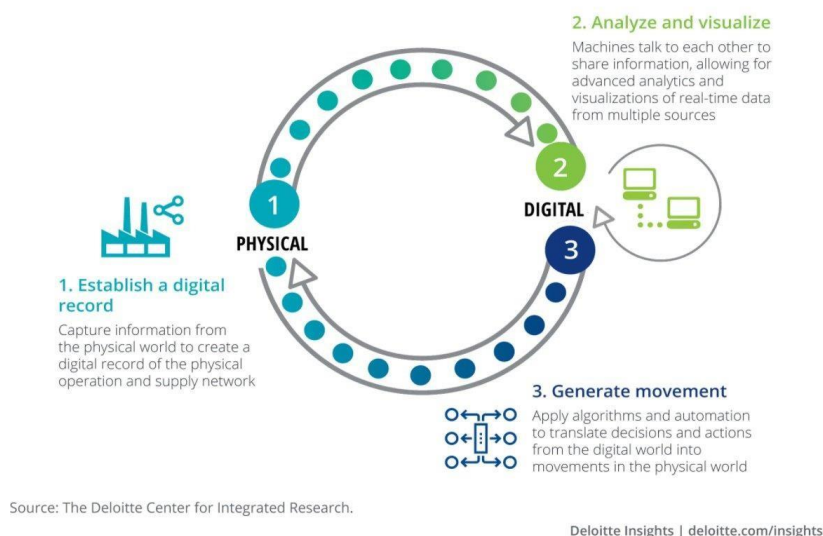 2. Analyze and visualize
Machines talk to each other to
share information, allowing for
advanced analytics and
visualizations of real-time data
from multiple sources
1
PHYSICAL
2
DIGITAL
3
1. Establish a digital
record
Capture information from
the physical world to create a
digital record of the physical
operation and supply network
3. Generate movement
Apply algorithms and automation
to translate decisions and actions
from the digital world into
movements in the physical world
Source: The Deloitte Center for Integrated Research.
Deloitte Insights | deloitte.com/insights